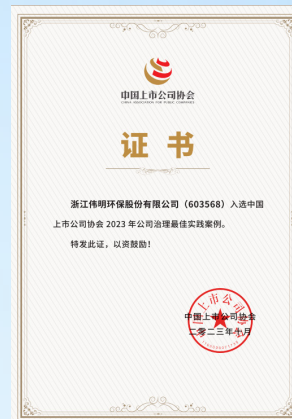 中国上市公司协会
CHINA ASSOCIATION FOR PUBLIC COMPANIES
证书
浙江伟明环保股份有限公司（603568）入选中国
上市公司协会 2023 年公司治理最佳实践案例。
特发此证，以资鼓励！
中国上市公司协会
二零二三年十月